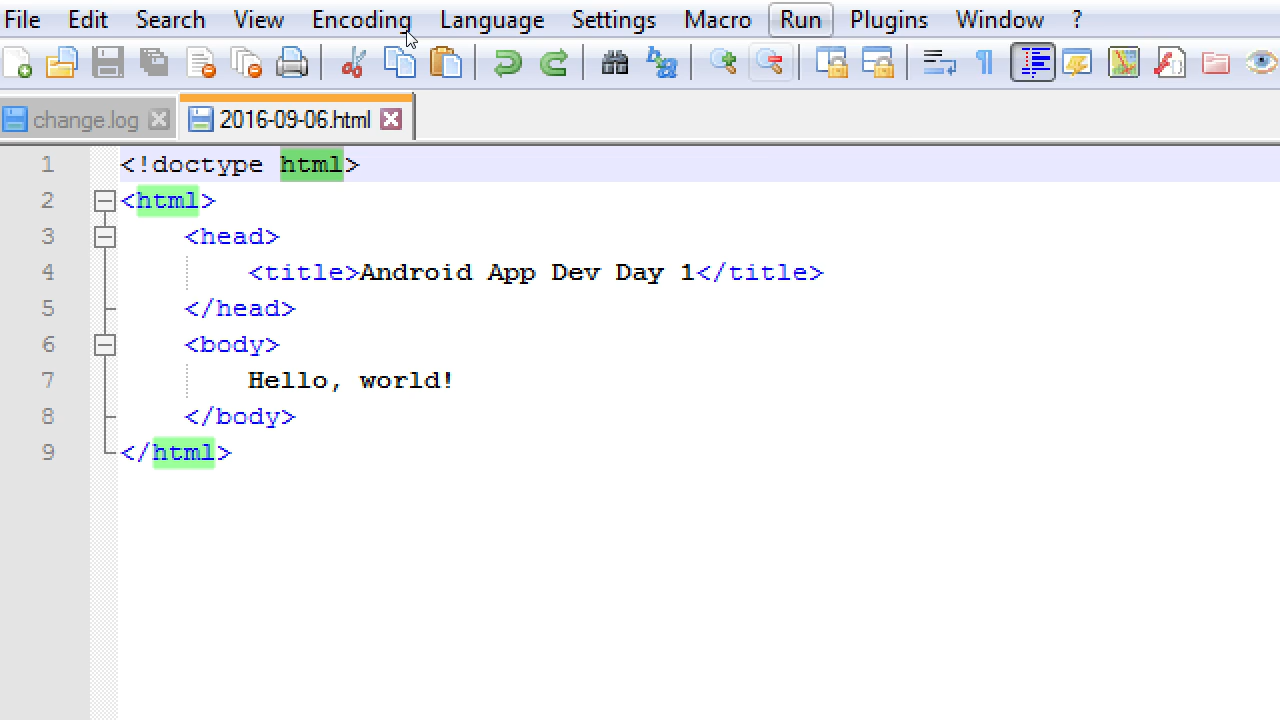 File Edit Search View Encoding Language Settings Macro Run Plugins Window ?
change.log 2016-09-06.html
1 <!doctype html>
2 <html>
3 <head>
4 <title>Android App Dev Day 1</title>
5 </head>
6 <body>
7 Hello, world!
8 </body>
9 </html>